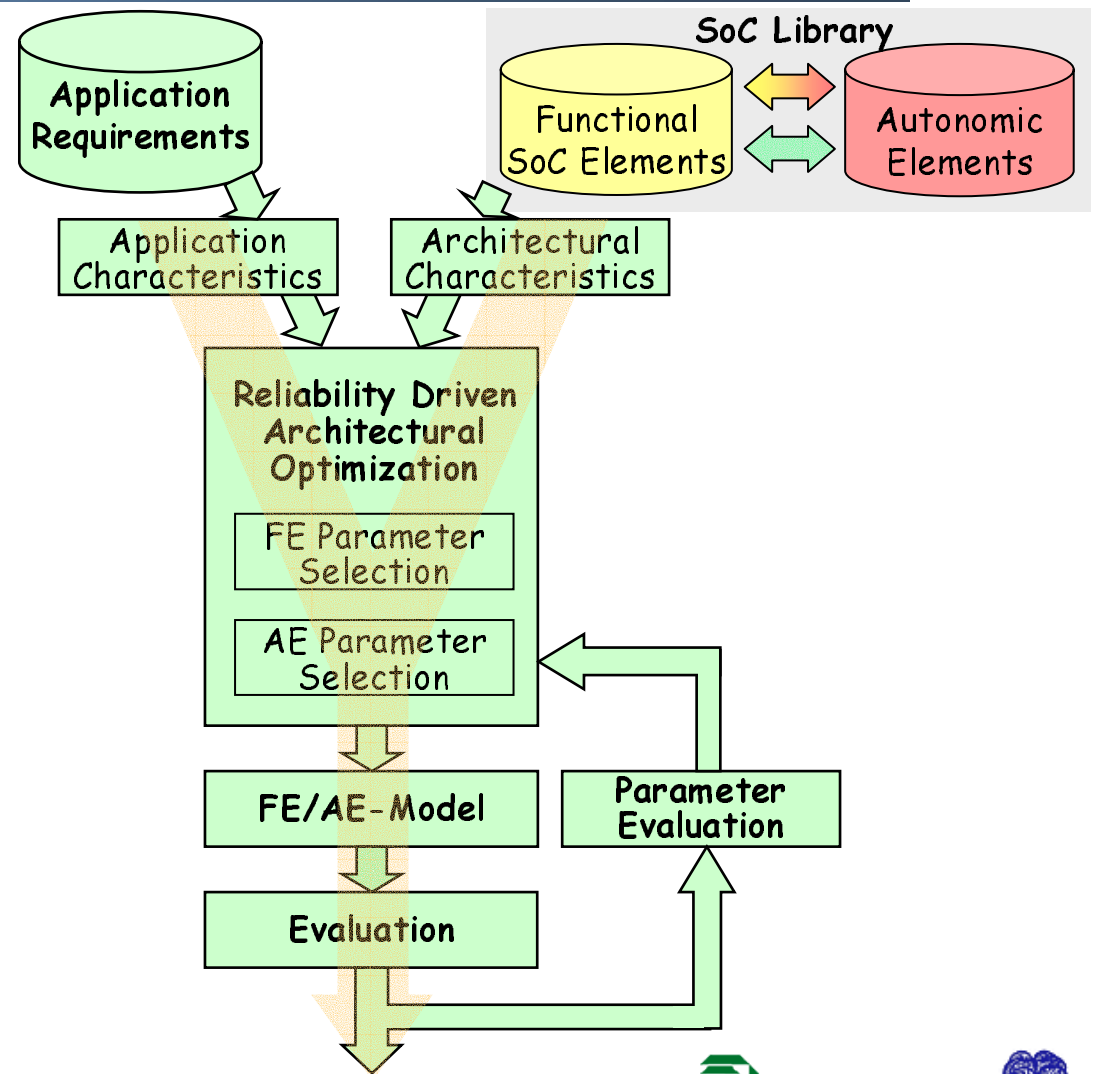 SoC Library
Application
Requirements
Functional
SoC Elements
Autonomic
Elements
Application
Characteristics
Architectural
Characteristics
Reliability Driven
Architectural
Optimization
FE Parameter
Selection
AE Parameter
Selection
FE/AE-Model
Parameter
Evaluation
Evaluation